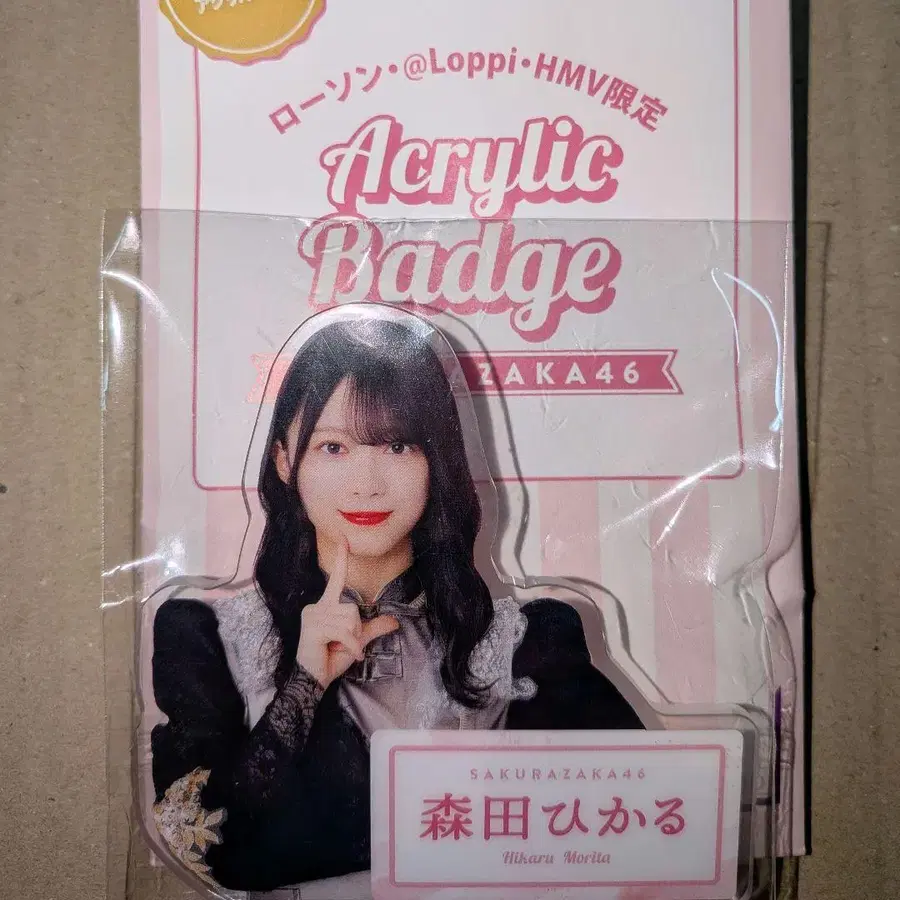 ローソン・@Loppi・HMV限定
Acrylic
Badge
ZAKA46
SAKURAZAKA46
森田ひかる
Hikaru Morita